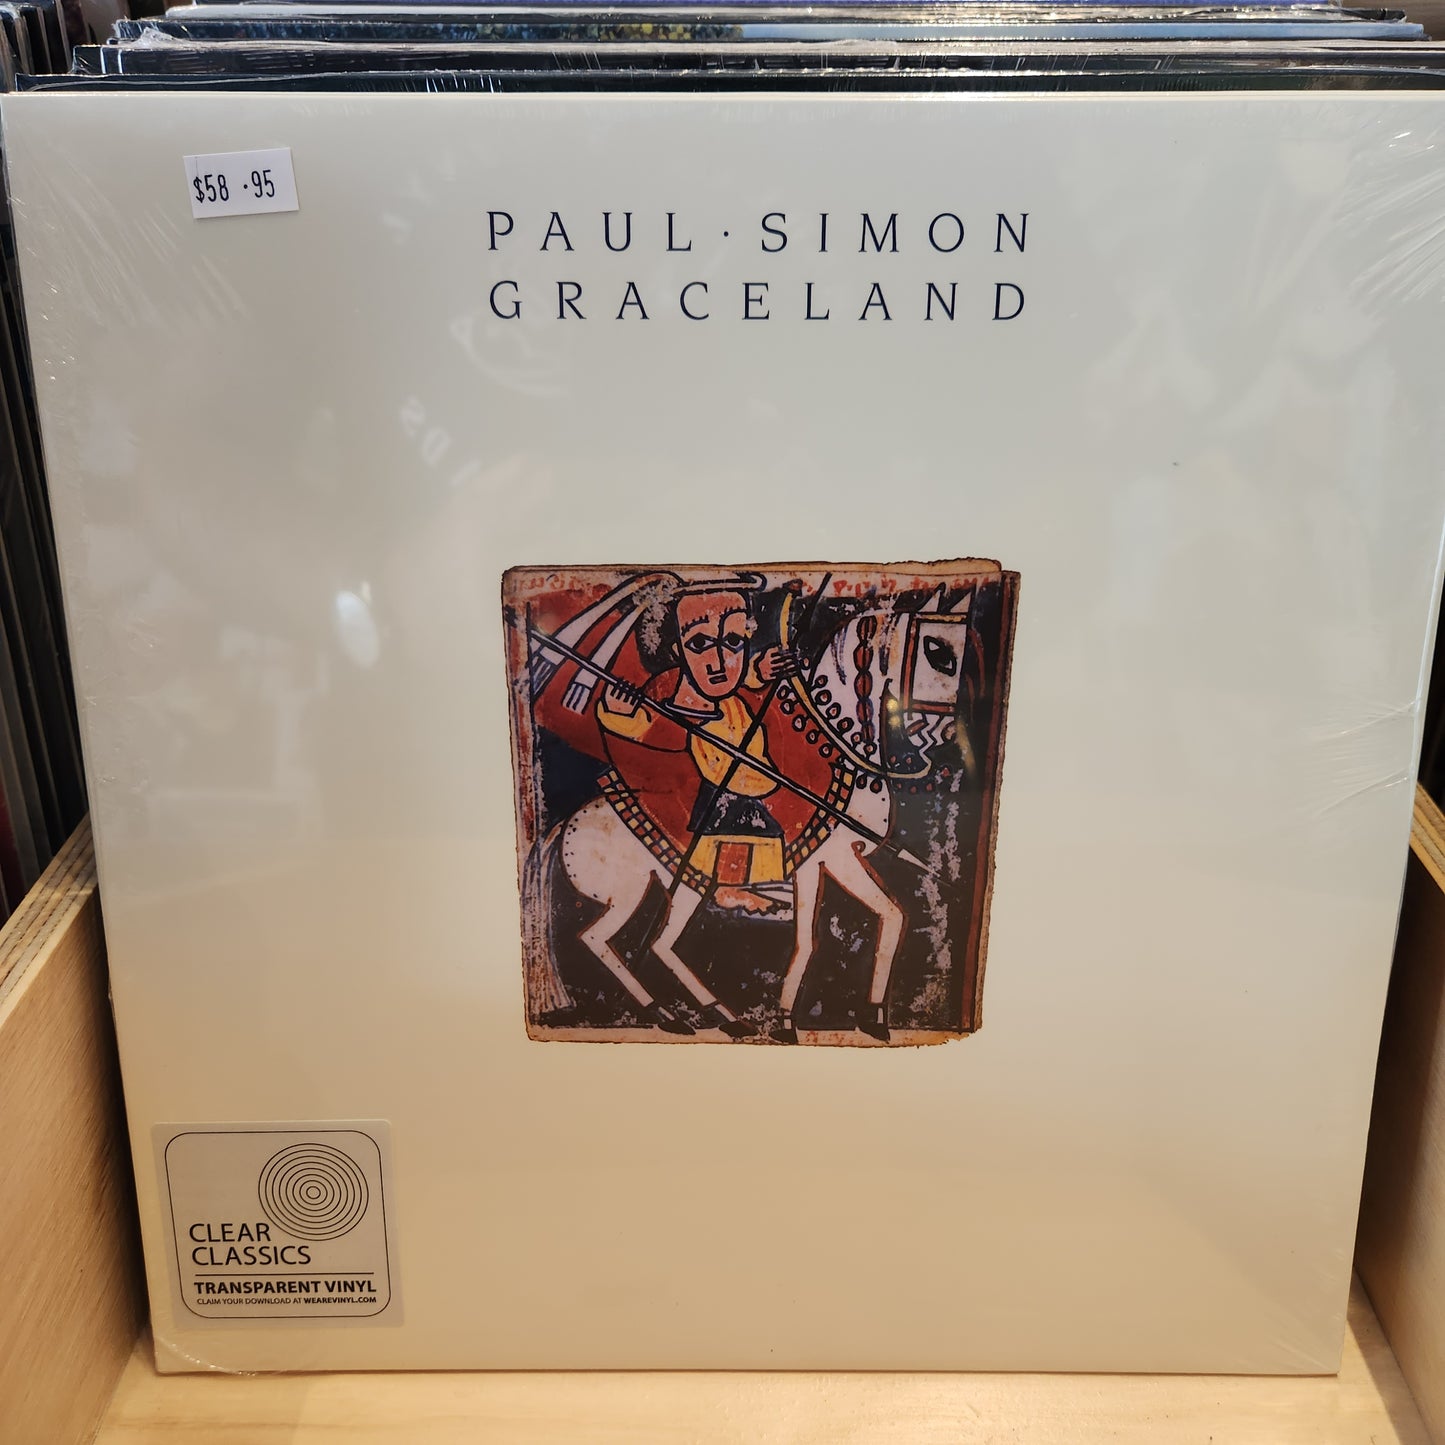 $58 .95
PAUL · SIMON
GRACELAND
CLEAR
CLASSICS
TRANSPARENT VINYL
CLAIM YOUR DOWNLOAD AT WEAREVINYL.COM